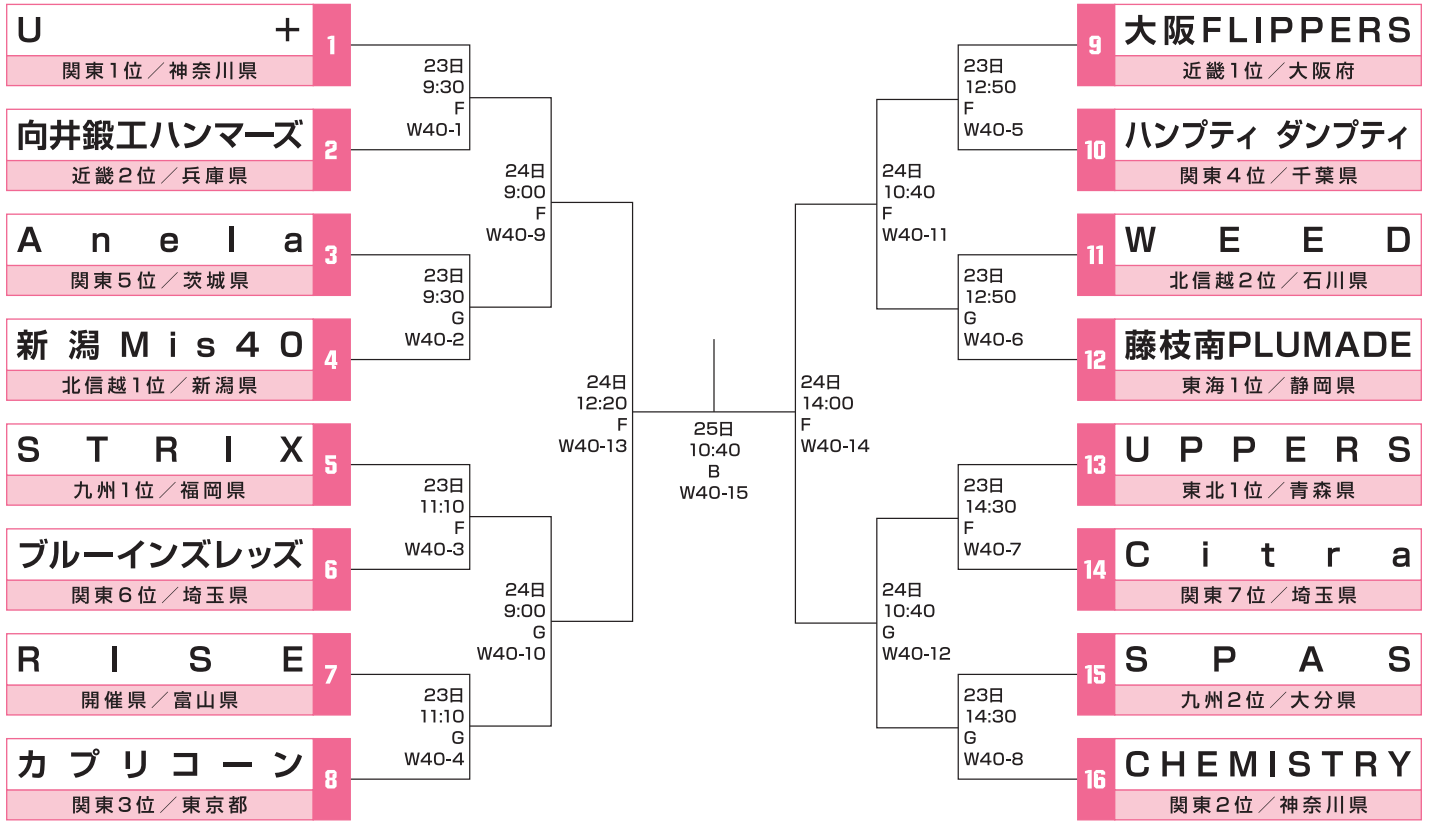 U +
1
関東1位／神奈川県
向井鍛工ハンマーズ
2
近畿2位／兵庫県
Anela
3
関東5位／茨城県
新潟Mis40
4
北信越1位／新潟県
STRIX
5
九州1位／福岡県
ブルーインズレッズ
6
関東6位／埼玉県
RISE
7
開催県／富山県
カプリコーン
8
関東3位／東京都
23日
9:30
F
W40-1
23日
9:30
G
W40-2
23日
11:10
F
W40-3
23日
11:10
G
W40-4
24日
9:00
F
W40-9
24日
9:00
G
W40-10
24日
12:20
F
W40-13
25日
10:40
B
W40-15
24日
14:00
F
W40-14
24日
10:40
F
W40-11
24日
10:40
G
W40-12
23日
12:50
F
W40-5
23日
12:50
G
W40-6
23日
14:30
F
W40-7
23日
14:30
G
W40-8
9
大阪FLIPPERS
近畿1位／大阪府
10
ハンプティ ダンプティ
関東4位／千葉県
11
WEED
北信越2位／石川県
12
藤枝南PLUMADE
東海1位／静岡県
13
UPPERS
東北1位／青森県
14
Citra
関東7位／埼玉県
15
SPAS
九州2位／大分県
16
CHEMISTRY
関東2位／神奈川県